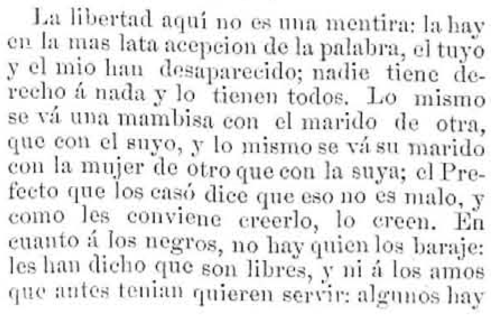 La libertad aquí no es una mentira: la hay
en la mas lata acepcion de la palabra, el tuyo
y el mio han desaparecido; nadie tiene de-
recho á nada y lo tienen todos. Lo mismo
se vá una mambisa con el marido de otra,
que con el suyo, y lo mismo se vá su marido
con la mujer de otro que con la suya; el Pre-
fecto que los casó dice que eso no es malo, y
como les conviene creerlo, lo creen. En
cuanto á los negros, no hay quien los baraje:
les han dicho que son libres, y ni á los amos
que antes tenian quieren servir: algunos hay